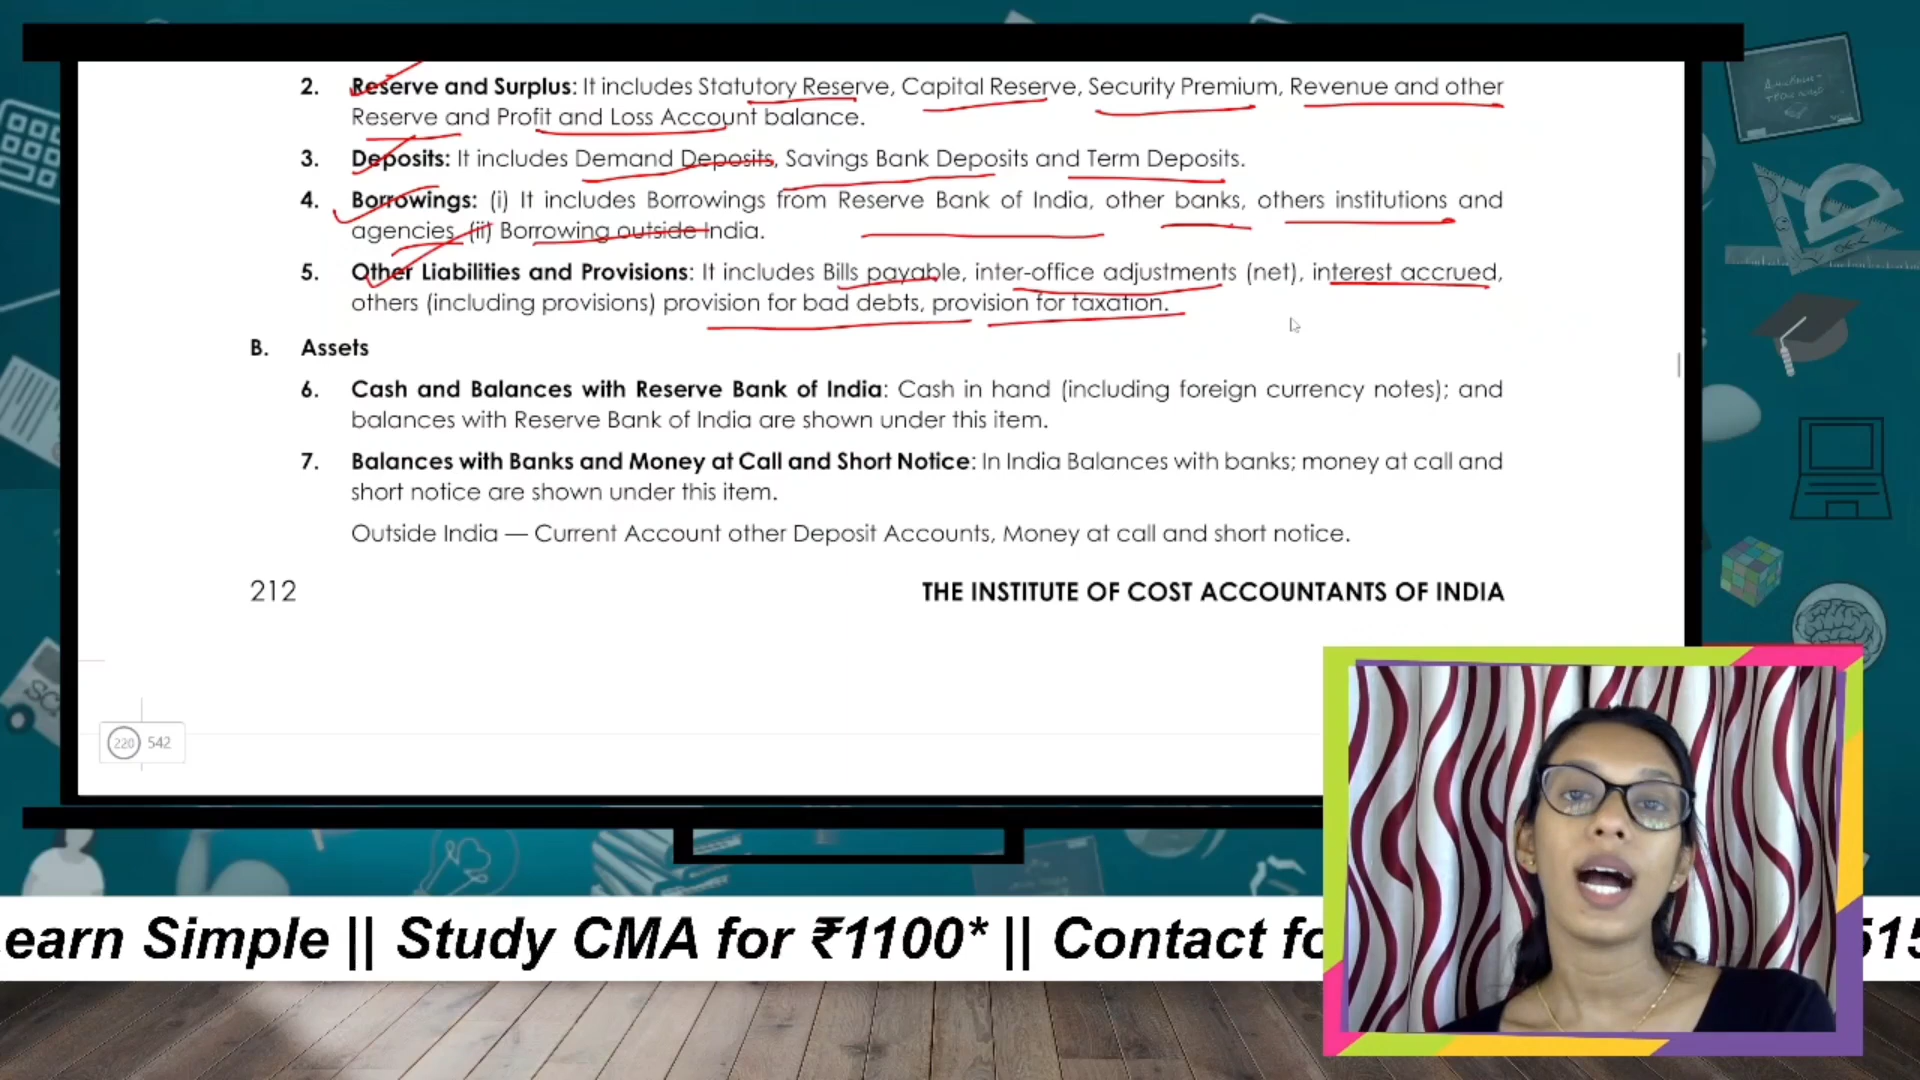 2. Reserve and Surplus: It includes Statutory Reserve, Capital Reserve, Security Premium, Revenue and other
Reserve and Profit and Loss Account balance.
3. Deposits: It includes Demand Deposits, Savings Bank Deposits and Term Deposits.
4. Borrowings: (i) It includes Borrowings from Reserve Bank of India, other banks, others institutions and
agencies (ii) Borrowing outside India.
5. Other Liabilities and Provisions: It includes Bills payable, inter-office adjustments (net), interest accrued,
others (including provisions) provision for bad debts, provision for taxation.
B. Assets
6. Cash and Balances with Reserve Bank of India: Cash in hand (including foreign currency notes); and
balances with Reserve Bank of India are shown under this item.
7. Balances with Banks and Money at Call and Short Notice: In India Balances with banks; money at call and
short notice are shown under this item.
Outside India — Current Account other Deposit Accounts, Money at call and short notice.
212 THE INSTITUTE OF COST ACCOUNTANTS OF INDIA
220 542
earn Simple || Study CMA for ₹1100* || Contact fo 515